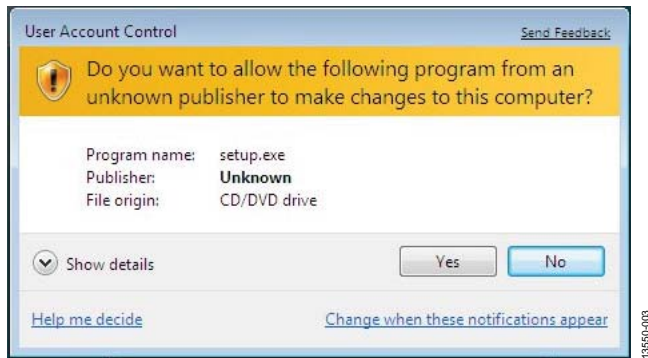 User Account Control
Send Feedback
Do you want to allow the following program from an
unknown publisher to make changes to this computer?
Program name: setup.exe
Publisher: Unknown
File origin: CD/DVD drive
Show details
Yes
No
Help me decide
Change when these notifications appear
13550-003